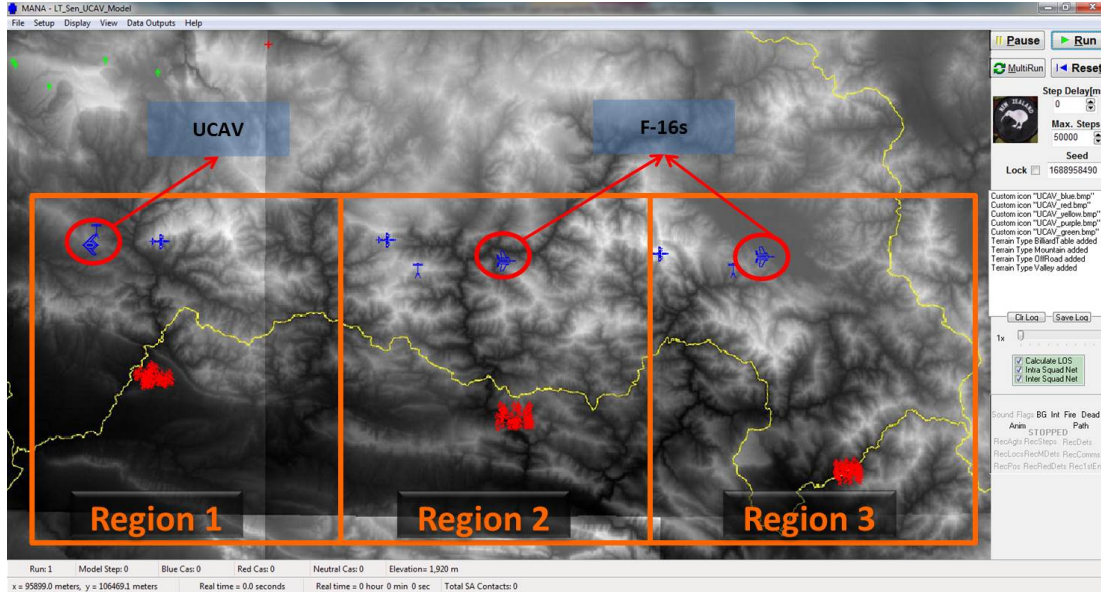 MANA - LT_Sen_UCAV_Model
File Setup Display View Data Outputs Help
Pause Run
MultiRun Reset
Step Delay[m
0
Max. Steps
50000
Seed
Lock 1688958490
NEW ZEALAND
UCAV
F-16s
Custom icon "UCAV_blue.bmp"
Custom icon "UCAV_red.bmp"
Custom icon "UCAV_yellow.bmp"
Custom icon "UCAV_purple.bmp"
Custom icon "UCAV_green.bmp"
Terrain Type BilliardTable added
Terrain Type Mountain added
Terrain Type OffRoad added
Terrain Type Valley added
Clr Log Save Log
1x
Calculate LOS
Intra Squad Net
Inter Squad Net
Sound Flags BG Int Fire Dead
Anim Path
STOPPED
RecAgts RecSteps RecDets
RecLocs RecMDets RecComms
RecPos RecRedDets Rec1stEn
Region 1 Region 2 Region 3
Run: 1 Model Step: 0 Blue Cas: 0 Red Cas: 0 Neutral Cas: 0 Elevation= 1,920 m
x = 95899.0 meters, y = 106469.1 meters Real time = 0.0 seconds Real time = 0 hour 0 min 0 sec Total SA Contacts: 0